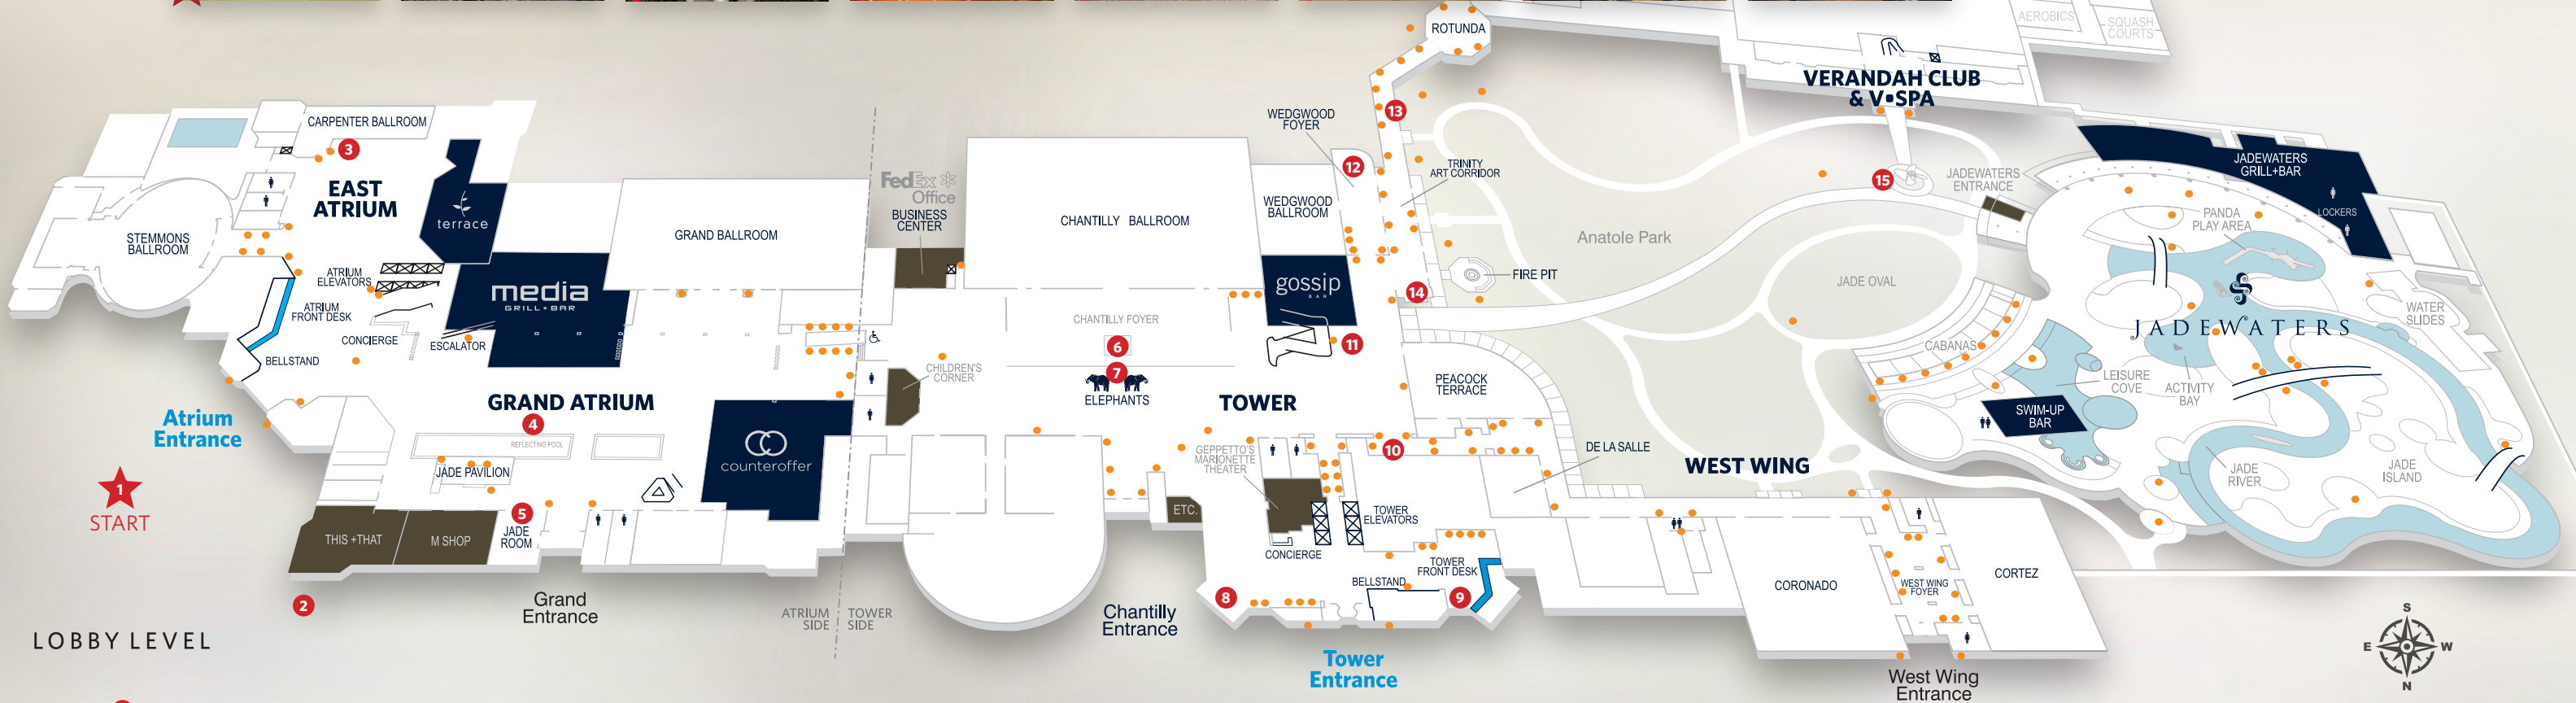 ROTUNDA
AEROBICS
SQUASH
COURTS
VERANDAH CLUB
& V•SPA
CARPENTER BALLROOM
3
EAST
ATRIUM
terrace
STEMMONS
BALLROOM
ATRIUM
ELEVATORS
ATRIUM
FRONT DESK
CONCIERGE
ESCALATOR
BELLSTAND
media
GRILL + BAR
GRAND BALLROOM
FedEx
Office
BUSINESS
CENTER
CHANTILLY BALLROOM
WEDGWOOD
FOYER
13
12
WEDGWOOD
BALLROOM
TRINITY
ART CORRIDOR
gossip
BAR
14
FIRE PIT
Anatole Park
15
JADEWATERS
ENTRANCE
JADE OVAL
JADEWATERS
GRILL+BAR
LOCKERS
PANDA
PLAY AREA
WATER
SLIDES
JADEWATERS
CABANAS
LEISURE
COVE
ACTIVITY
BAY
SWIM-UP
BAR
JADE
RIVER
JADE
ISLAND
CHANTILLY FOYER
6
7
ELEPHANTS
CHILDREN'S
CORNER
11
TOWER
PEACOCK
TERRACE
GRAND ATRIUM
4
REFLECTING POOL
JADE PAVILION
counteroffer
Atrium
Entrance
1
START
THIS +THAT
M SHOP
5
JADE
ROOM
2
Grand
Entrance
ATRIUM
SIDE
TOWER
SIDE
LOBBY LEVEL
GEPPETTO'S
MARIONETTE
THEATER
10
DE LA SALLE
WEST WING
ETC.
TOWER
ELEVATORS
CONCIERGE
TOWER
FRONT DESK
BELLSTAND
8
9
Chantilly
Entrance
Tower
Entrance
CORONADO
WEST WING
FOYER
CORTEZ
West Wing
Entrance
S
E
W
N